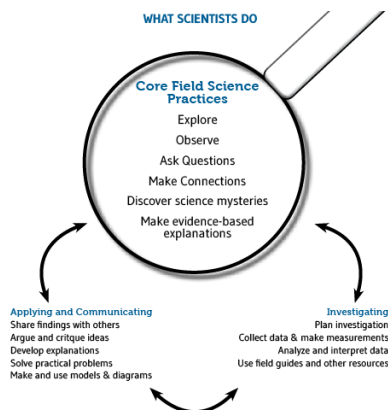 WHAT SCIENTISTS DO
Core Field Science
Practices
Explore
Observe
Ask Questions
Make Connections
Discover science mysteries
Make evidence-based
explanations
Applying and Communicating
Share findings with others
Argue and critque ideas
Develop explanations
Solve practical problems
Make and use models & diagrams
Investigating
Plan investigation
Collect data & make measurements
Analyze and interpret data
Use field guides and other resources